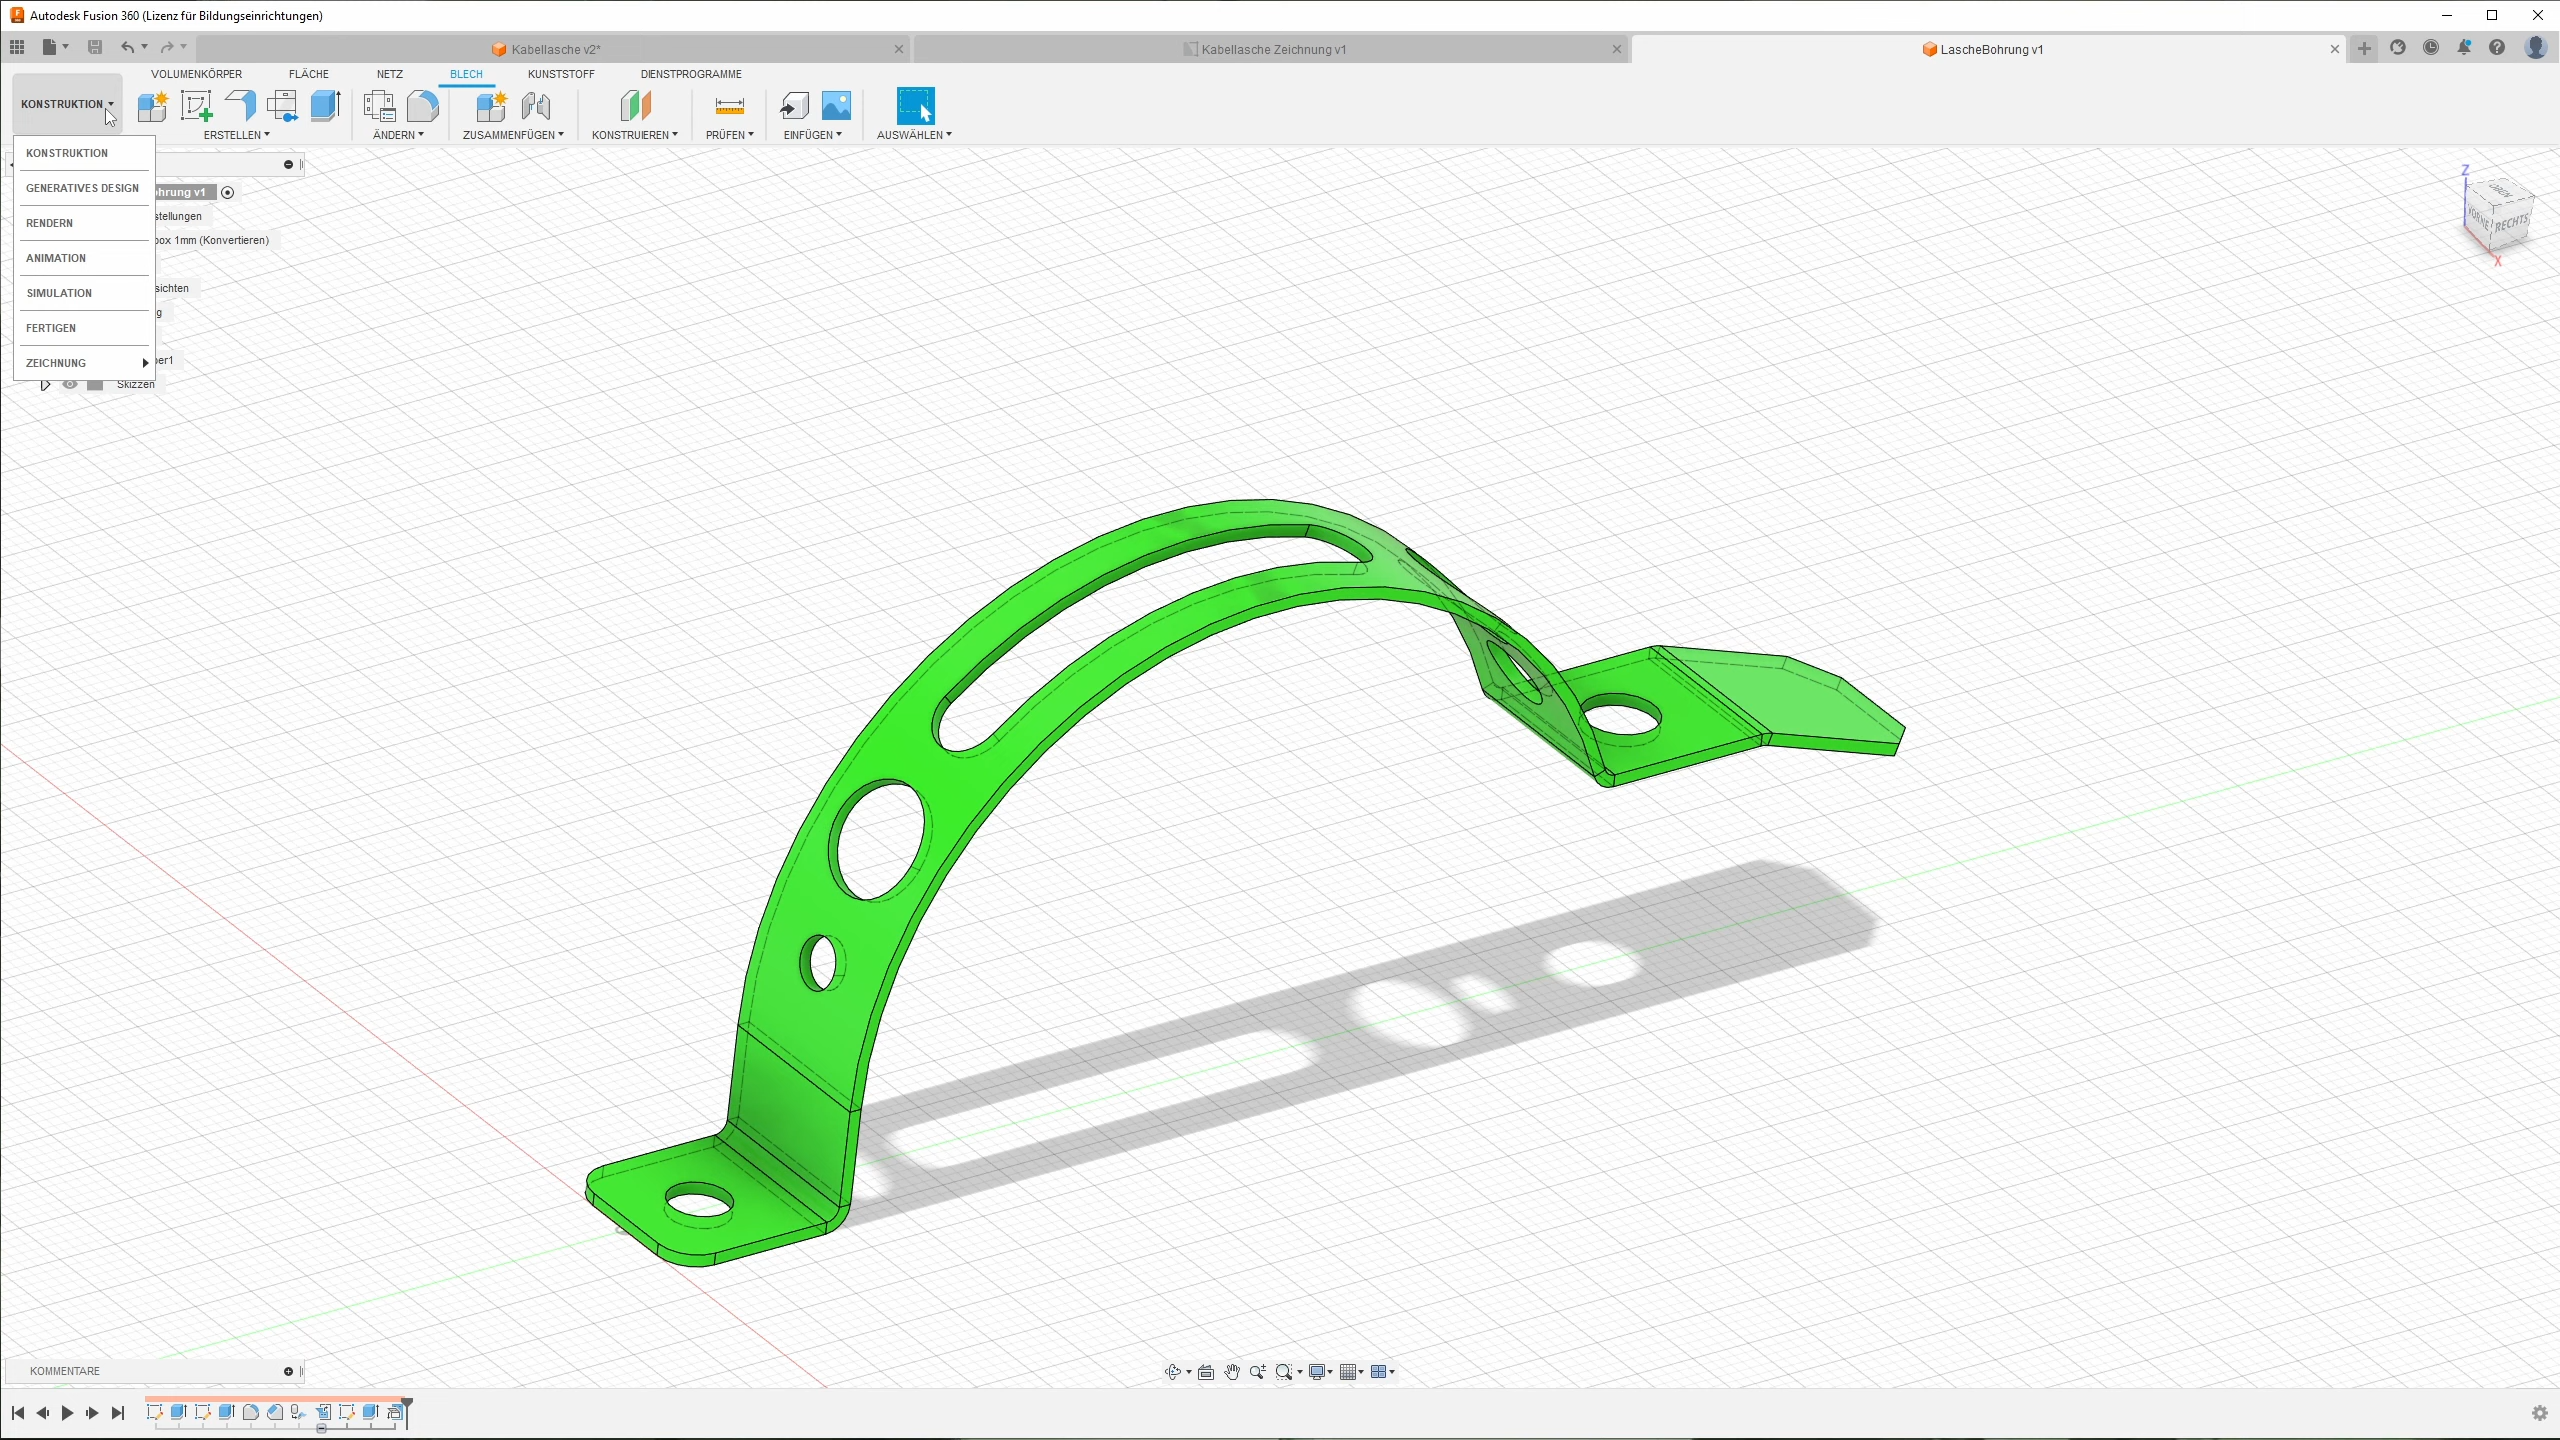 Autodesk Fusion 360 (Lizenz für Bildungseinrichtungen)
Kabellasche v2*
Kabellasche Zeichnung v1
LascheBohrung v1
VOLUMENKÖRPER
FLÄCHE
NETZ
BLECH
KUNSTSTOFF
DIENSTPROGRAMME
KONSTRUKTION
ERSTELLEN
ÄNDERN
ZUSAMMENFÜGEN
KONSTRUIEREN
PRÜFEN
EINFÜGEN
AUSWÄHLEN
KONSTRUKTION
GENERATIVES DESIGN
RENDERN
ANIMATION
SIMULATION
FERTIGEN
ZEICHNUNG
ohrung v1
stellungen
box 1mm (Konvertieren)
sichten
g
per1
Skizzen
Z
OBEN
VORNE
RECHTS
X
KOMMENTARE